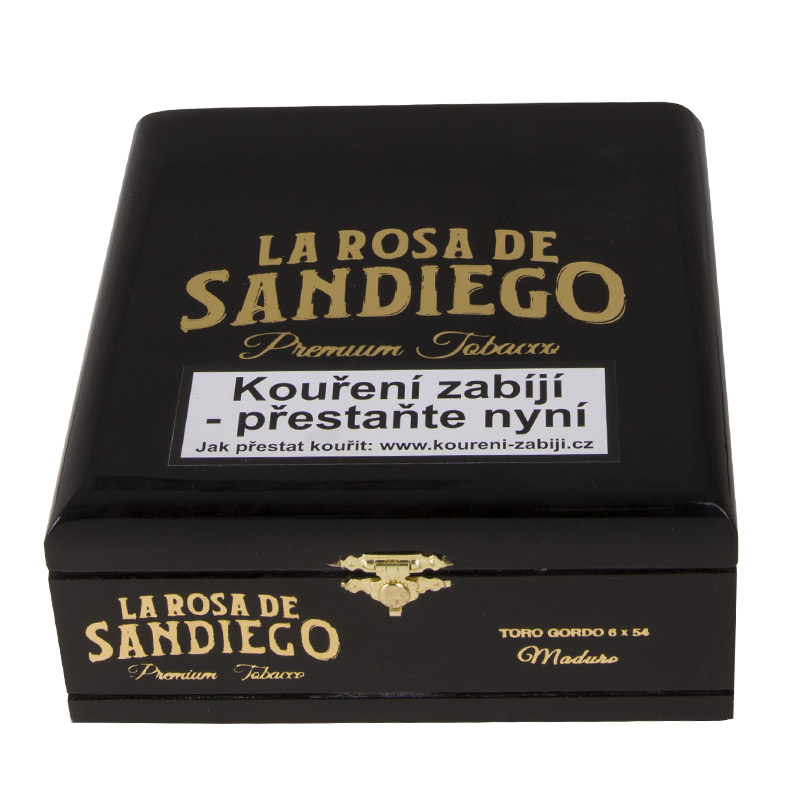 LA ROSA DE
SANDIEGO
Premium Tobacco
Kouření zabíjí
- přestaňte nyní
Jak přestat kouřit: www.koureni-zabiji.cz
LA ROSA DE
SANDIEGO
Premium Tobacco
TORO GORDO 6 x 54
Maduro